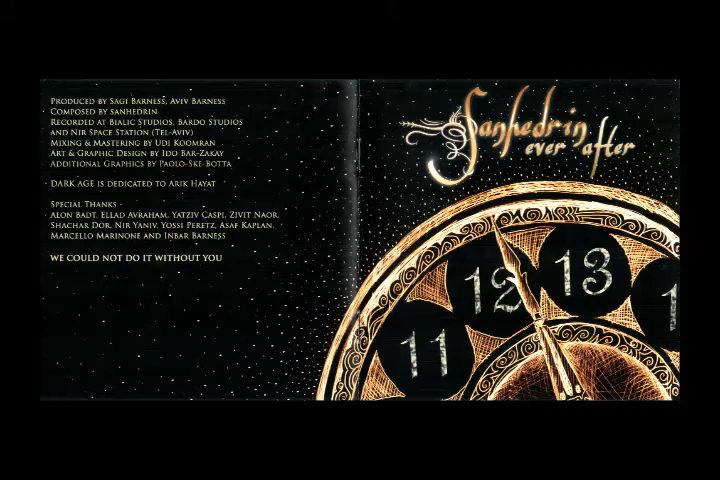 PRODUCED BY SAGI BARNESS, AVIV BARNESS
COMPOSED BY SANHEDRIN
RECORDED AT BIALIC STUDIOS, BARDO STUDIOS
AND NIR SPACE STATION (TEL-AVIV)
MIXING & MASTERING BY UDI KOOMRAN
ART & GRAPHIC DESIGN BY IDO BAR-ZAKAY
ADDITIONAL GRAPHICS BY PAOLO-SKE-BOTTA
DARK AGE IS DEDICATED TO ARIK HAYAT
SPECIAL THANKS -
ALON BADT, ELLAD AVRAHAM, YATZIV CASPI, ZIVIT NAOR,
SHACHAR DOR, NIR YANIV, YOSSI PERETZ, ASAF KAPLAN,
MARCELLO MARINONE AND INBAR BARNESS
WE COULD NOT DO IT WITHOUT YOU
Sanhedrin
ever after
11 12 13